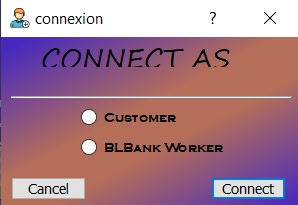 connexion ?
CONNECT AS
CUSTOMER
BLBANK WORKER
Cancel Connect